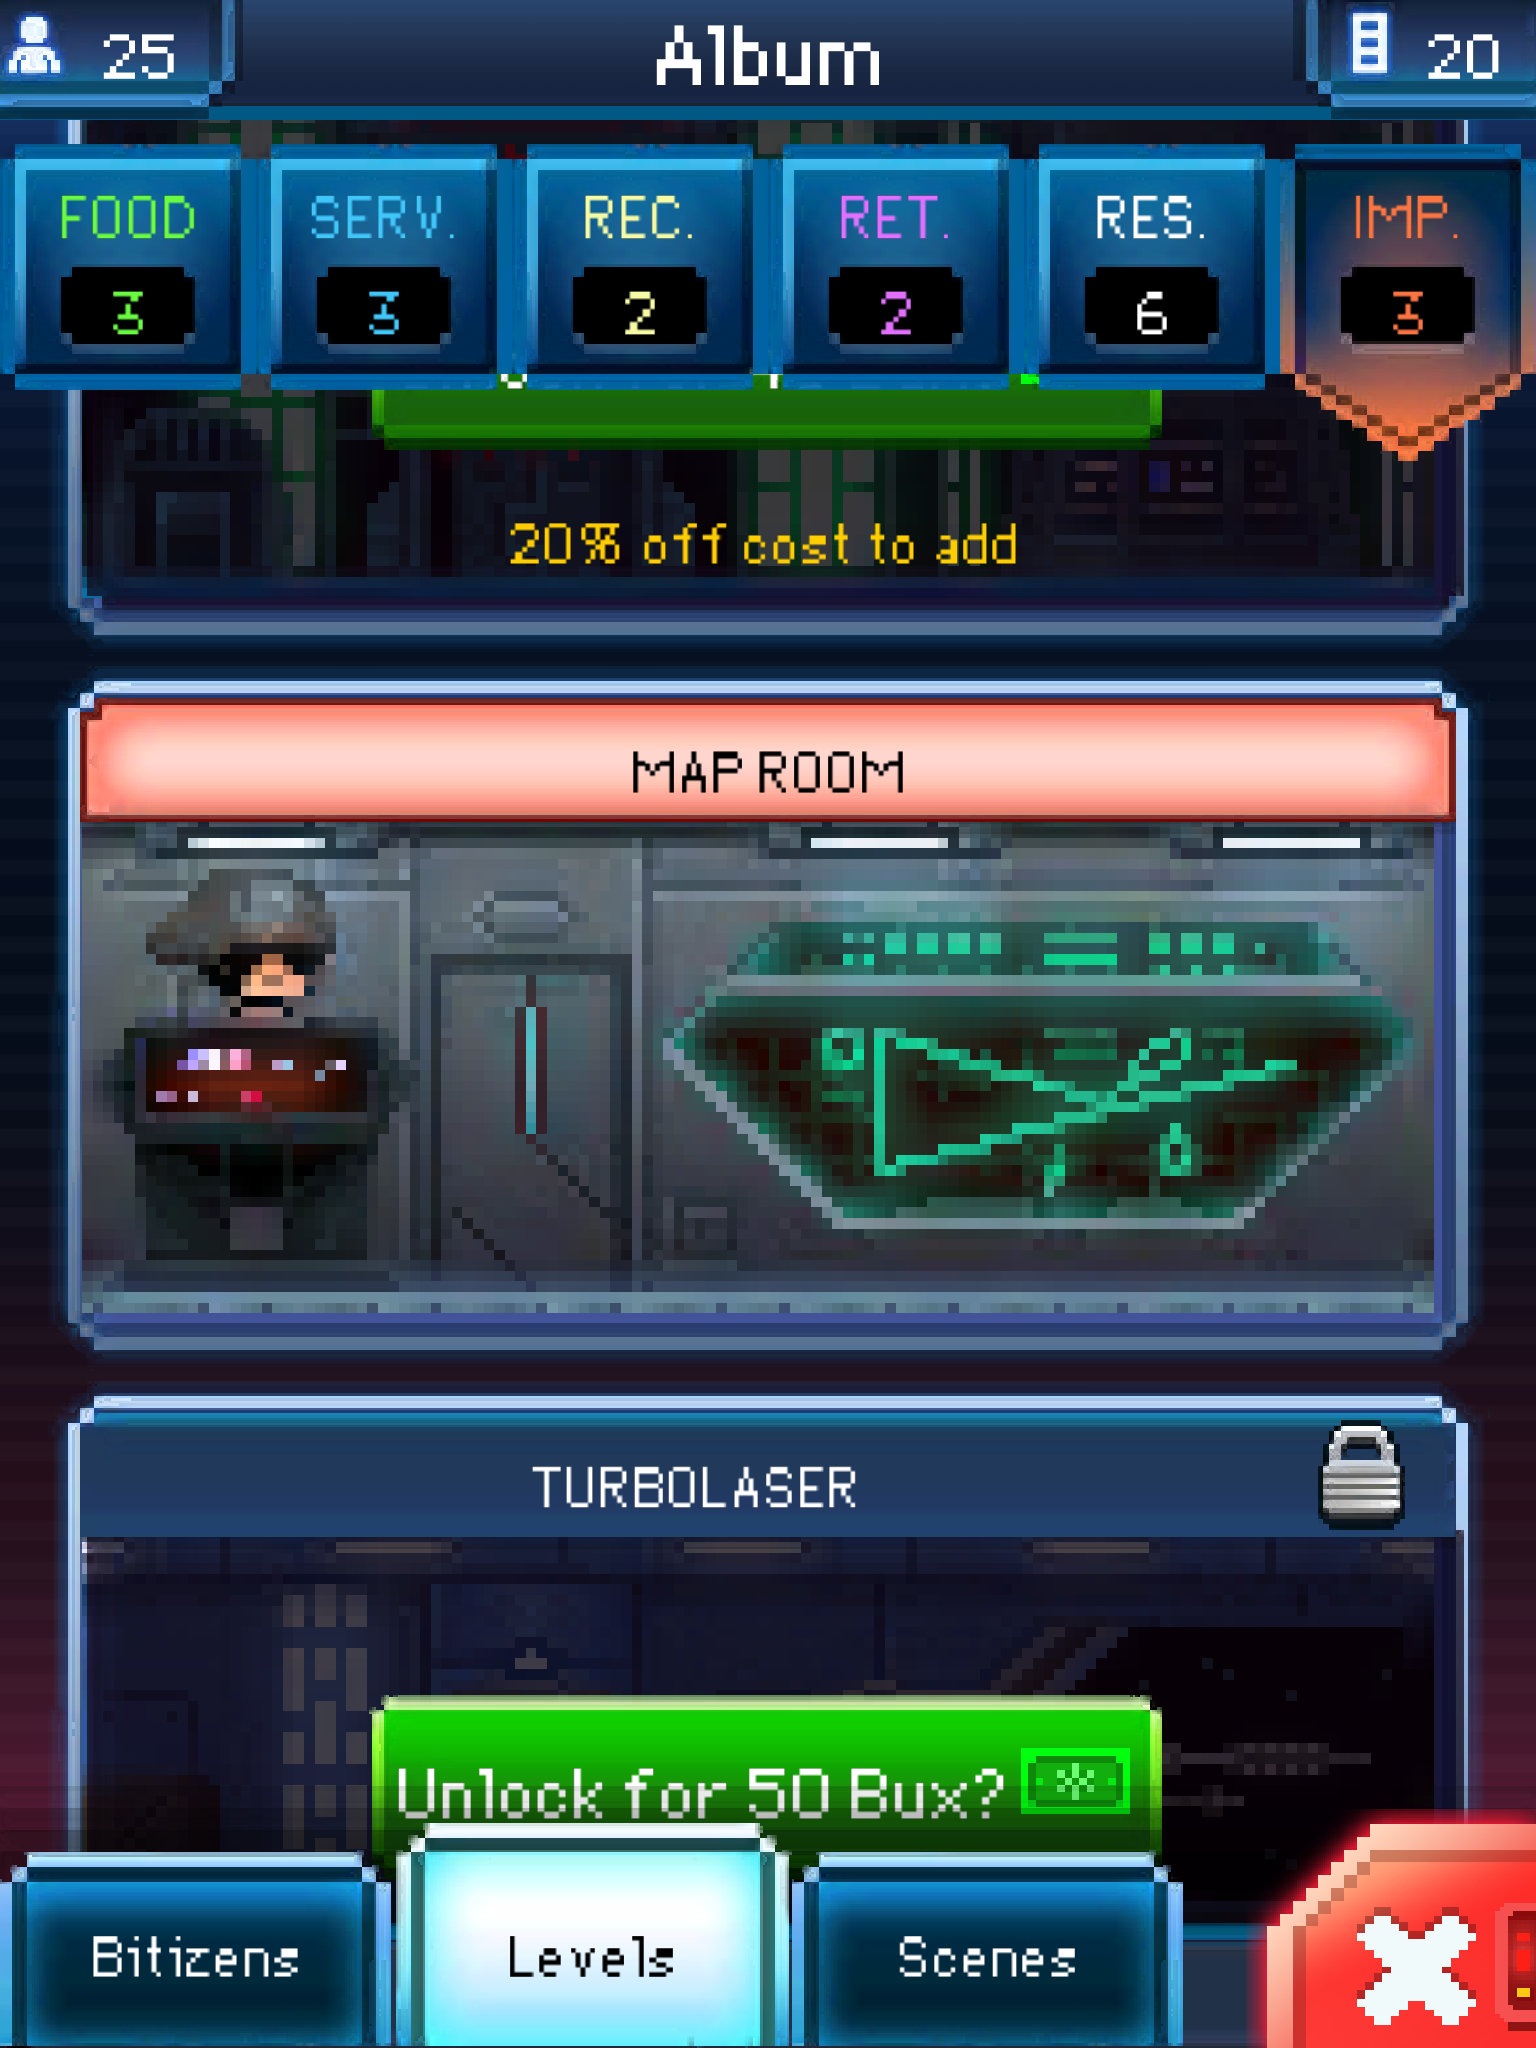 25
Album
20
FOOD
SERV.
REC.
RET.
RES.
IMP.
3
3
2
2
6
3
20% off cost to add
MAP ROOM
TURBOLASER
Unlock for 50 Bux?
Bitizens
Levels
Scenes